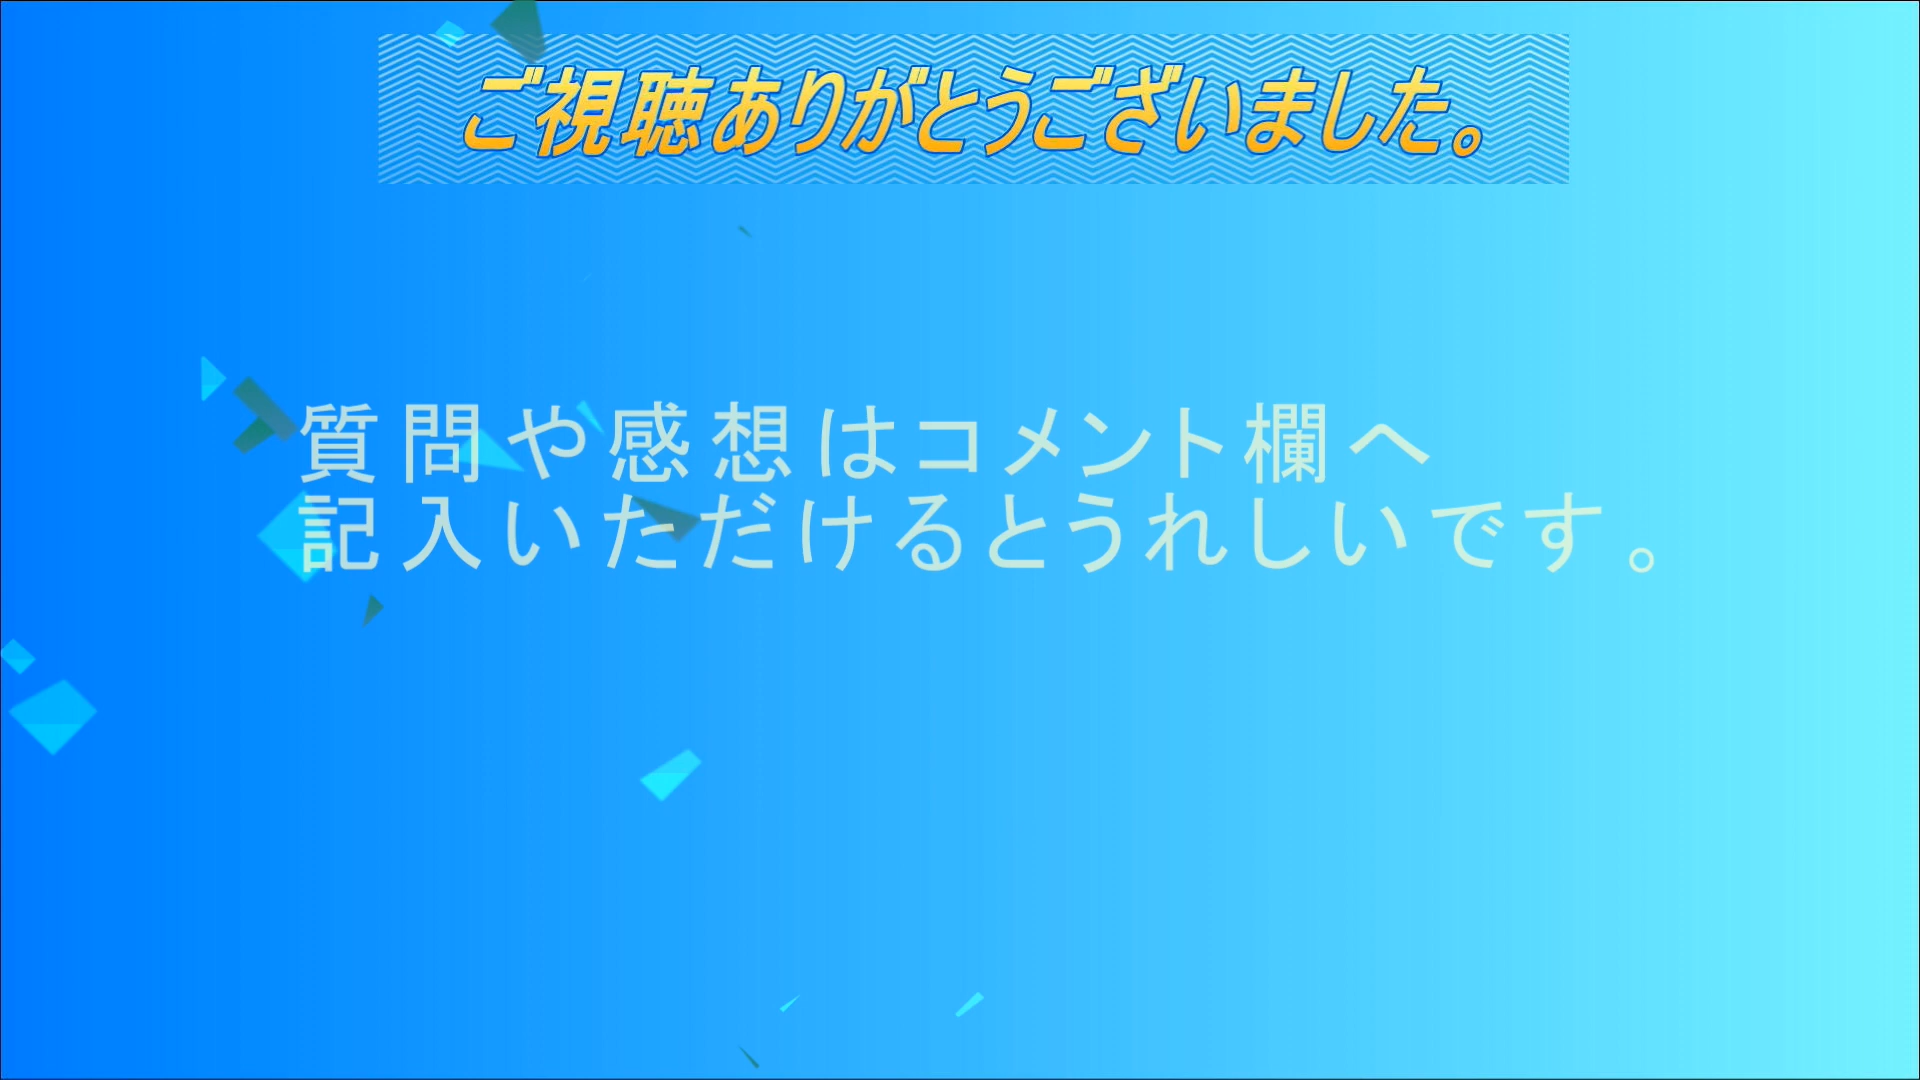 ご視聴ありがとうございました。
質問や感想はコメント欄へ
記入いただけるとうれしいです。